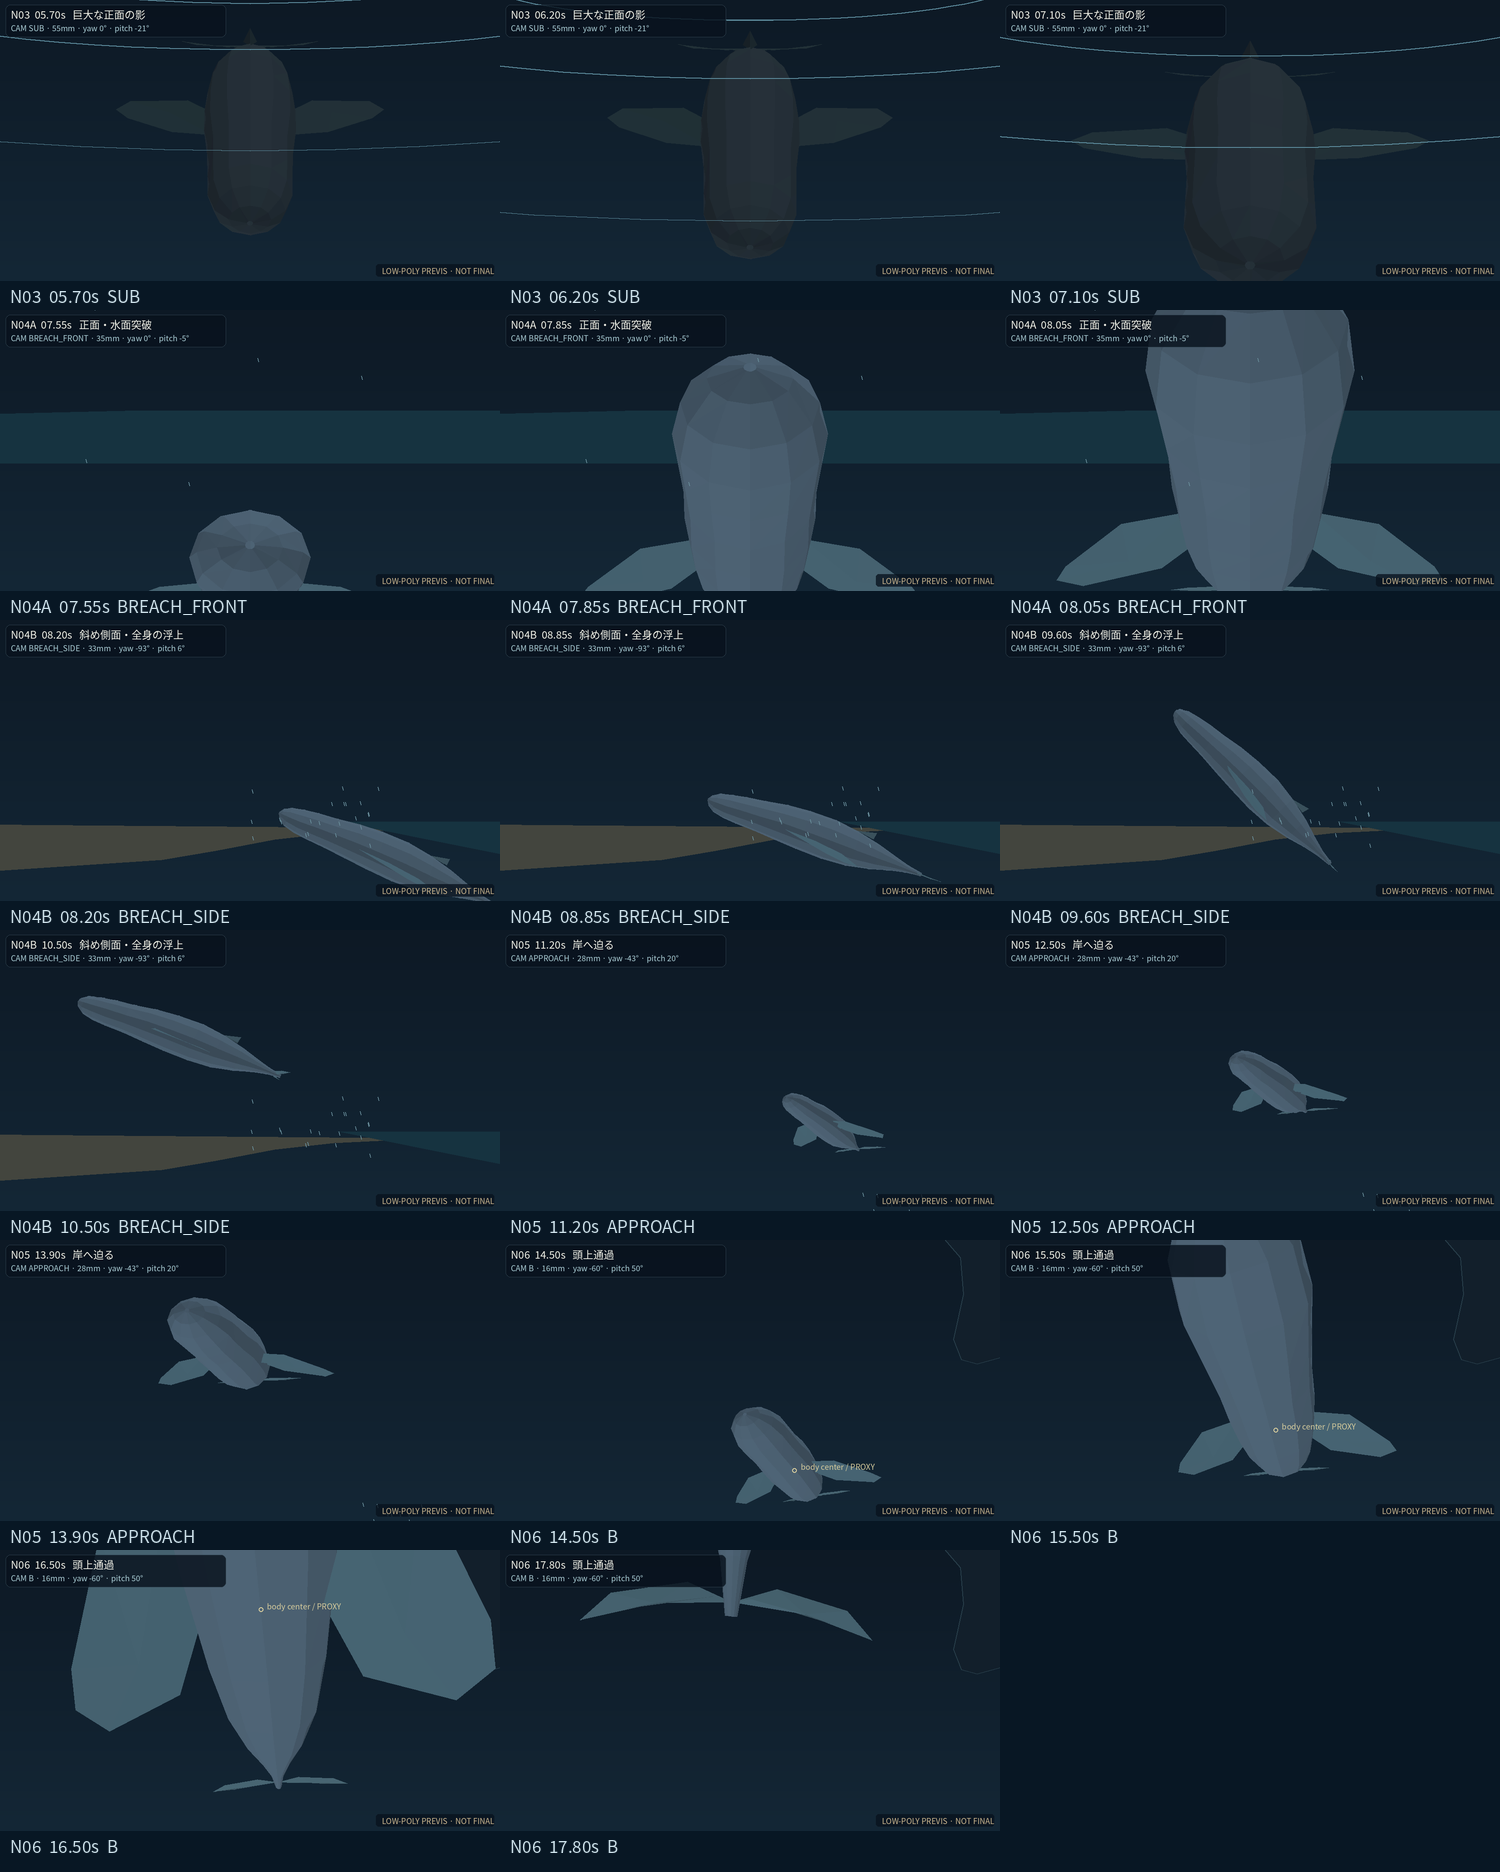 N03 05.70s 巨大な正面の影
CAM SUB · 55mm · yaw 0° · pitch -21°
LOW-POLY PREVIS · NOT FINAL
N03 05.70s SUB
N03 06.20s 巨大な正面の影
CAM SUB · 55mm · yaw 0° · pitch -21°
LOW-POLY PREVIS · NOT FINAL
N03 06.20s SUB
N03 07.10s 巨大な正面の影
CAM SUB · 55mm · yaw 0° · pitch -21°
LOW-POLY PREVIS · NOT FINAL
N03 07.10s SUB
N04A 07.55s 正面・水面突破
CAM BREACH_FRONT · 35mm · yaw 0° · pitch -5°
LOW-POLY PREVIS · NOT FINAL
N04A 07.55s BREACH_FRONT
N04A 07.85s 正面・水面突破
CAM BREACH_FRONT · 35mm · yaw 0° · pitch -5°
LOW-POLY PREVIS · NOT FINAL
N04A 07.85s BREACH_FRONT
N04A 08.05s 正面・水面突破
CAM BREACH_FRONT · 35mm · yaw 0° · pitch -5°
LOW-POLY PREVIS · NOT FINAL
N04A 08.05s BREACH_FRONT
N04B 08.20s 斜め側面・全身の浮上
CAM BREACH_SIDE · 33mm · yaw -93° · pitch 6°
LOW-POLY PREVIS · NOT FINAL
N04B 08.20s BREACH_SIDE
N04B 08.85s 斜め側面・全身の浮上
CAM BREACH_SIDE · 33mm · yaw -93° · pitch 6°
LOW-POLY PREVIS · NOT FINAL
N04B 08.85s BREACH_SIDE
N04B 09.60s 斜め側面・全身の浮上
CAM BREACH_SIDE · 33mm · yaw -93° · pitch 6°
LOW-POLY PREVIS · NOT FINAL
N04B 09.60s BREACH_SIDE
N04B 10.50s 斜め側面・全身の浮上
CAM BREACH_SIDE · 33mm · yaw -93° · pitch 6°
LOW-POLY PREVIS · NOT FINAL
N04B 10.50s BREACH_SIDE
N05 11.20s 岸へ迫る
CAM APPROACH · 28mm · yaw -43° · pitch 20°
LOW-POLY PREVIS · NOT FINAL
N05 11.20s APPROACH
N05 12.50s 岸へ迫る
CAM APPROACH · 28mm · yaw -43° · pitch 20°
LOW-POLY PREVIS · NOT FINAL
N05 12.50s APPROACH
N05 13.90s 岸へ迫る
CAM APPROACH · 28mm · yaw -43° · pitch 20°
LOW-POLY PREVIS · NOT FINAL
N05 13.90s APPROACH
N06 14.50s 頭上通過
CAM B · 16mm · yaw -60° · pitch 50°
body center / PROXY
LOW-POLY PREVIS · NOT FINAL
N06 14.50s B
N06 15.50s 頭上通過
CAM B · 16mm · yaw -60° · pitch 50°
body center / PROXY
LOW-POLY PREVIS · NOT FINAL
N06 15.50s B
N06 16.50s 頭上通過
CAM B · 16mm · yaw -60° · pitch 50°
body center / PROXY
LOW-POLY PREVIS · NOT FINAL
N06 16.50s B
N06 17.80s 頭上通過
CAM B · 16mm · yaw -60° · pitch 50°
LOW-POLY PREVIS · NOT FINAL
N06 17.80s B